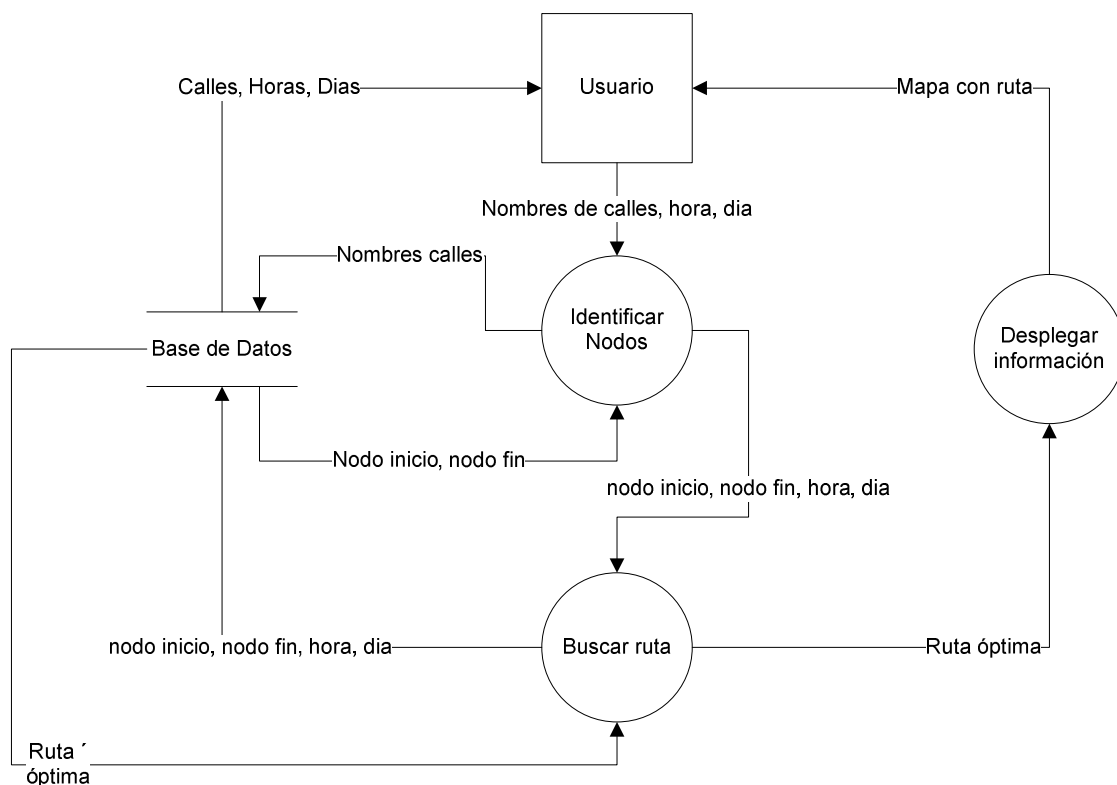 Calles, Horas, Dias
Usuario
Mapa con ruta
Nombres de calles, hora, dia
Nombres calles
Identificar
Nodos
Base de Datos
Desplegar
información
Nodo inicio, nodo fin
nodo inicio, nodo fin, hora, dia
nodo inicio, nodo fin, hora, dia
Buscar ruta
Ruta óptima
Ruta ´
óptima